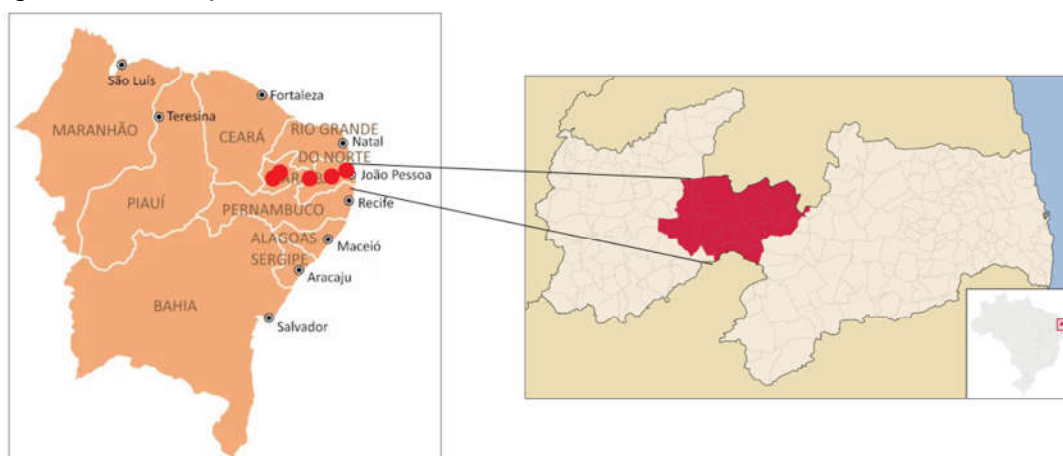 São Luís
Fortaleza
Teresina
MARANHÃO
CEARÁ
RIO GRANDE
DO NORTE
Natal
João Pessoa
PIAUÍ
PERNAMBUCO
Recife
ALAGOAS
Maceió
SERGIPE
Aracaju
BAHIA
Salvador